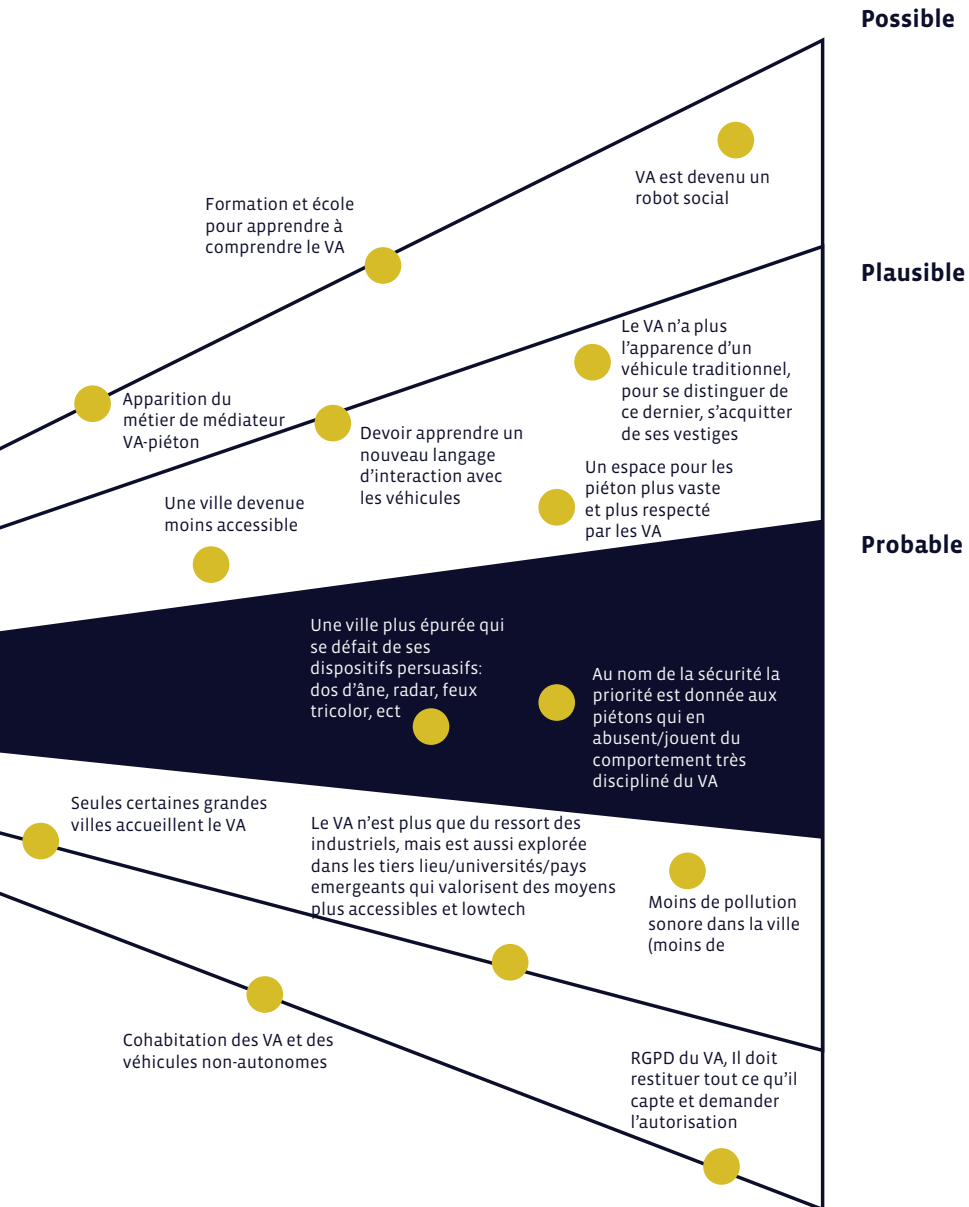 Possible
VA est devenu un
robot social
Formation et école
pour apprendre à
comprendre le VA
Plausible
Le VA n’a plus
l’apparence d’un
véhicule traditionnel,
pour se distinguer de
ce dernier, s’acquitter
de ses vestiges
Apparition du
métier de médiateur
VA-piéton
Devoir apprendre un
nouveau langage
d’interaction avec
les véhicules
Un espace pour les
piéton plus vaste
et plus respecté
par les VA
Une ville devenue
moins accessible
Probable
Une ville plus épurée qui
se défait de ses
dispositifs persuasifs:
dos d’âne, radar, feux
tricolor, ect
Au nom de la sécurité la
priorité est donnée aux
piétons qui en
abusent/jouent du
comportement très
discipliné du VA
Seules certaines grandes
villes accueillent le VA
Le VA n’est plus que du ressort des
industriels, mais est aussi explorée
dans les tiers lieu/universités/pays
emergeants qui valorisent des moyens
plus accessibles et lowtech
Moins de pollution
sonore dans la ville
(moins de
Cohabitation des VA et des
véhicules non-autonomes
RGPD du VA, Il doit
restituer tout ce qu’il
capte et demander
l’autorisation